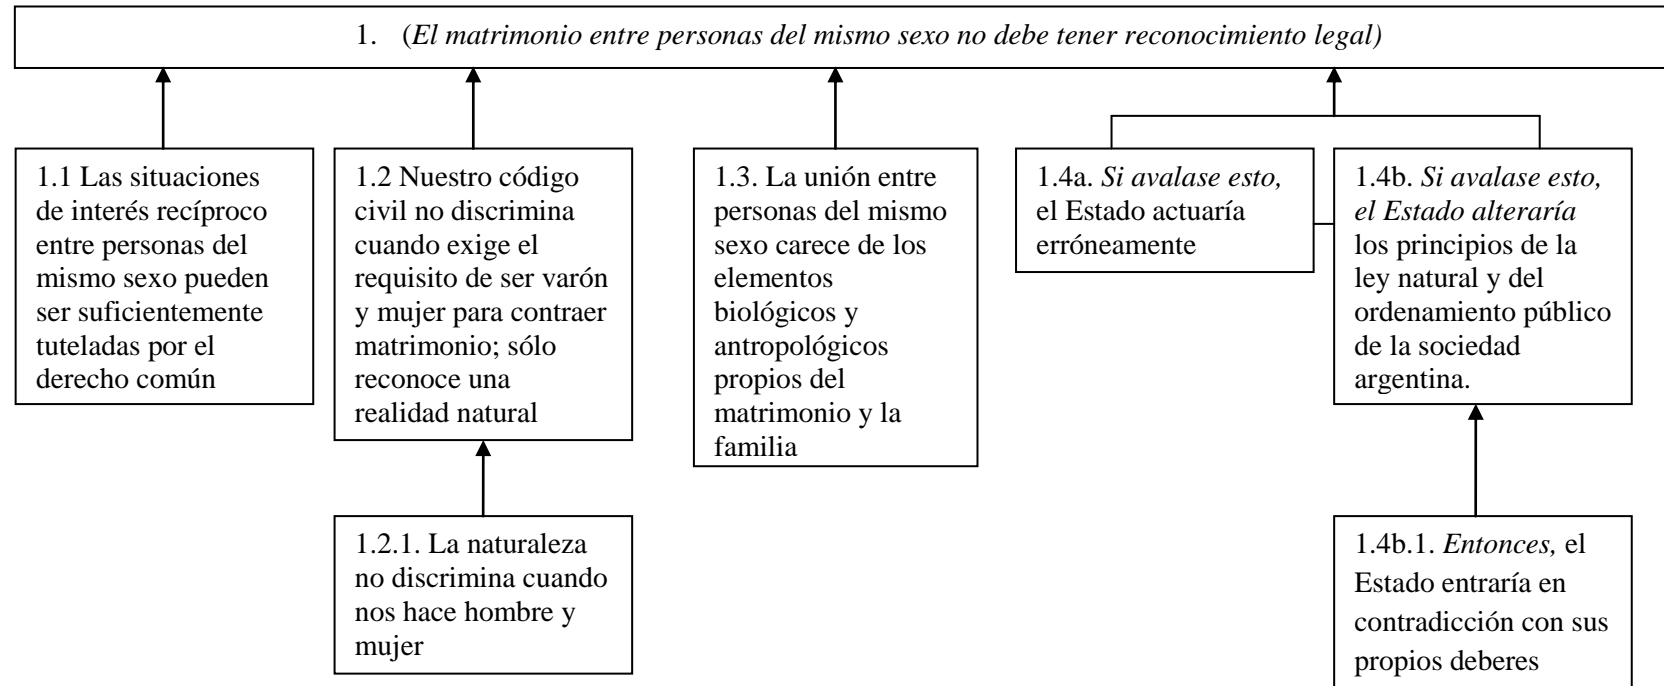 1. (El matrimonio entre personas del mismo sexo no debe tener reconocimiento legal)
1.1 Las situaciones
de interés recíproco
entre personas del
mismo sexo pueden
ser suficientemente
tuteladas por el
derecho común
1.2 Nuestro código
civil no discrimina
cuando exige el
requisito de ser varón
y mujer para contraer
matrimonio; sólo
reconoce una
realidad natural
1.3. La unión entre
personas del mismo
sexo carece de los
elementos
biológicos y
antropológicos
propios del
matrimonio y la
familia
1.4a. Si avalase esto,
el Estado actuaría
erróneamente
1.4b. Si avalase esto,
el Estado alteraría
los principios de la
ley natural y del
ordenamiento público
de la sociedad
argentina.
1.2.1. La naturaleza
no discrimina cuando
nos hace hombre y
mujer
1.4b.1. Entonces, el
Estado entraría en
contradicción con sus
propios deberes